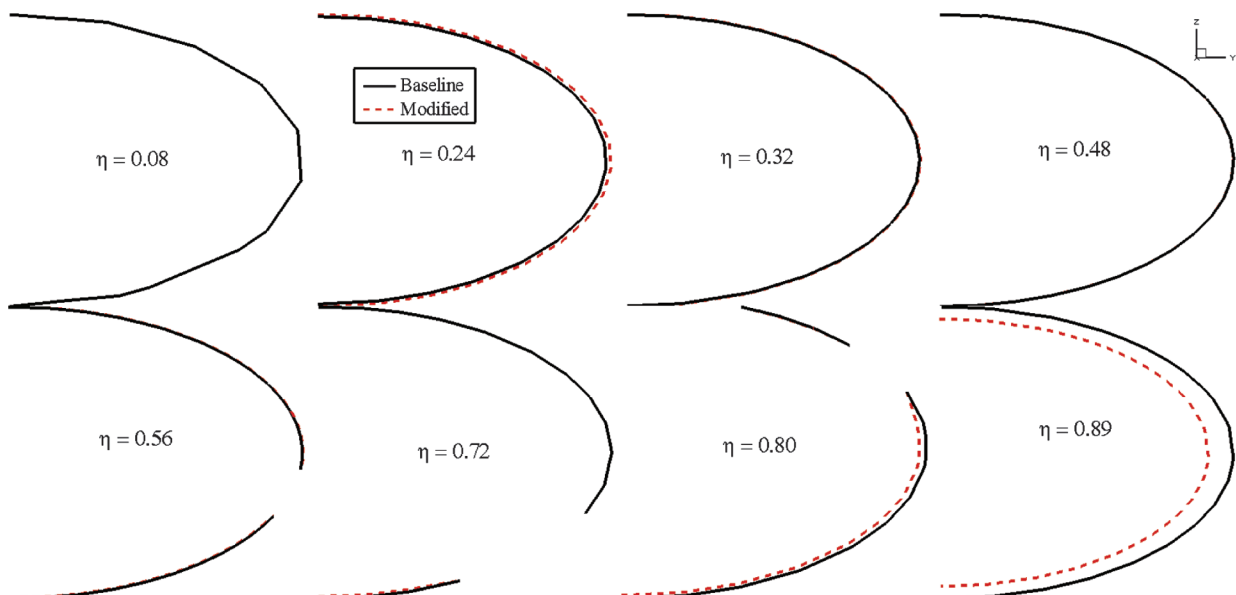 Z
X
Y
Baseline
Modified
η = 0.08
η = 0.24
η = 0.32
η = 0.48
η = 0.56
η = 0.72
η = 0.80
η = 0.89